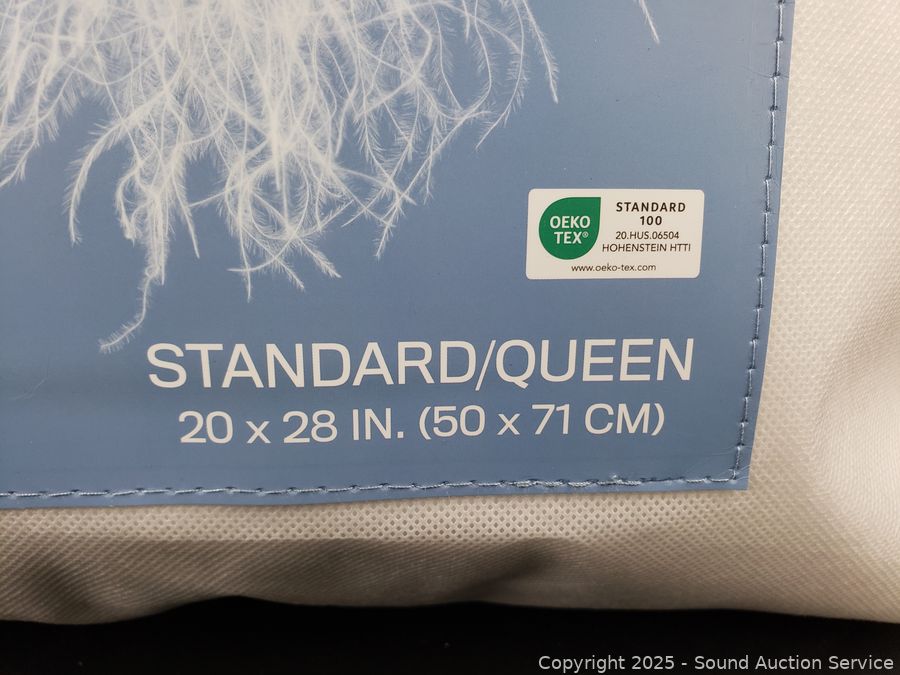 OEKO
TEX®
STANDARD
100
20.HUS.06504
HOHENSTEIN HTTI
www.oeko-tex.com
STANDARD/QUEEN
20 x 28 IN. (50 x 71 CM)
Copyright 2025 - Sound Auction Service